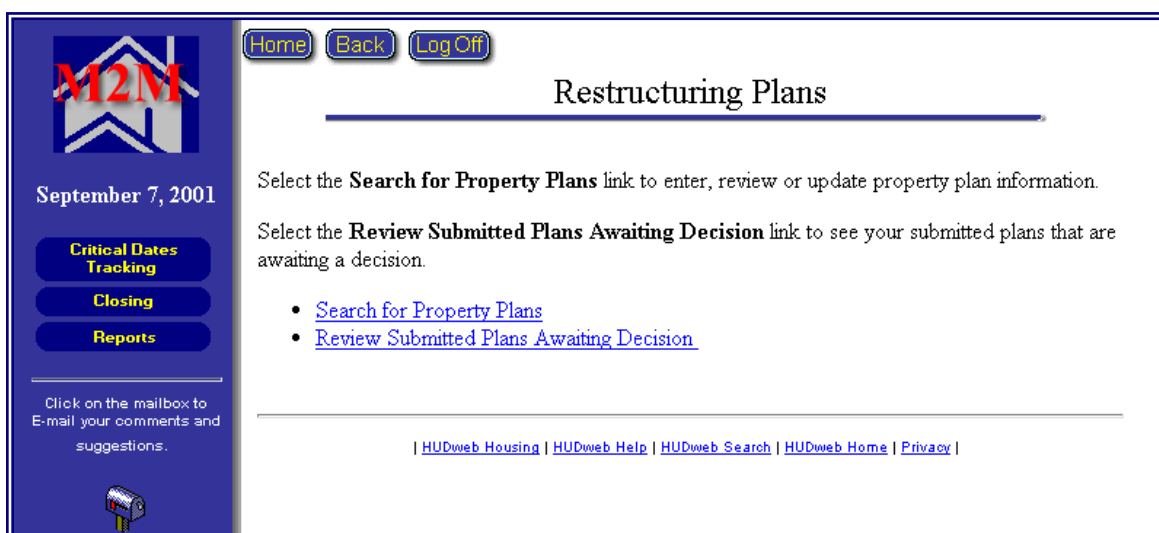 M2M
September 7, 2001
Critical Dates
Tracking
Closing
Reports
Click on the mailbox to
E-mail your comments and
suggestions.
Home Back Log Off
Restructuring Plans
Select the Search for Property Plans link to enter, review or update property plan information.
Select the Review Submitted Plans Awaiting Decision link to see your submitted plans that are
awaiting a decision.
• Search for Property Plans
• Review Submitted Plans Awaiting Decision
| HUDweb Housing | HUDweb Help | HUDweb Search | HUDweb Home | Privacy |